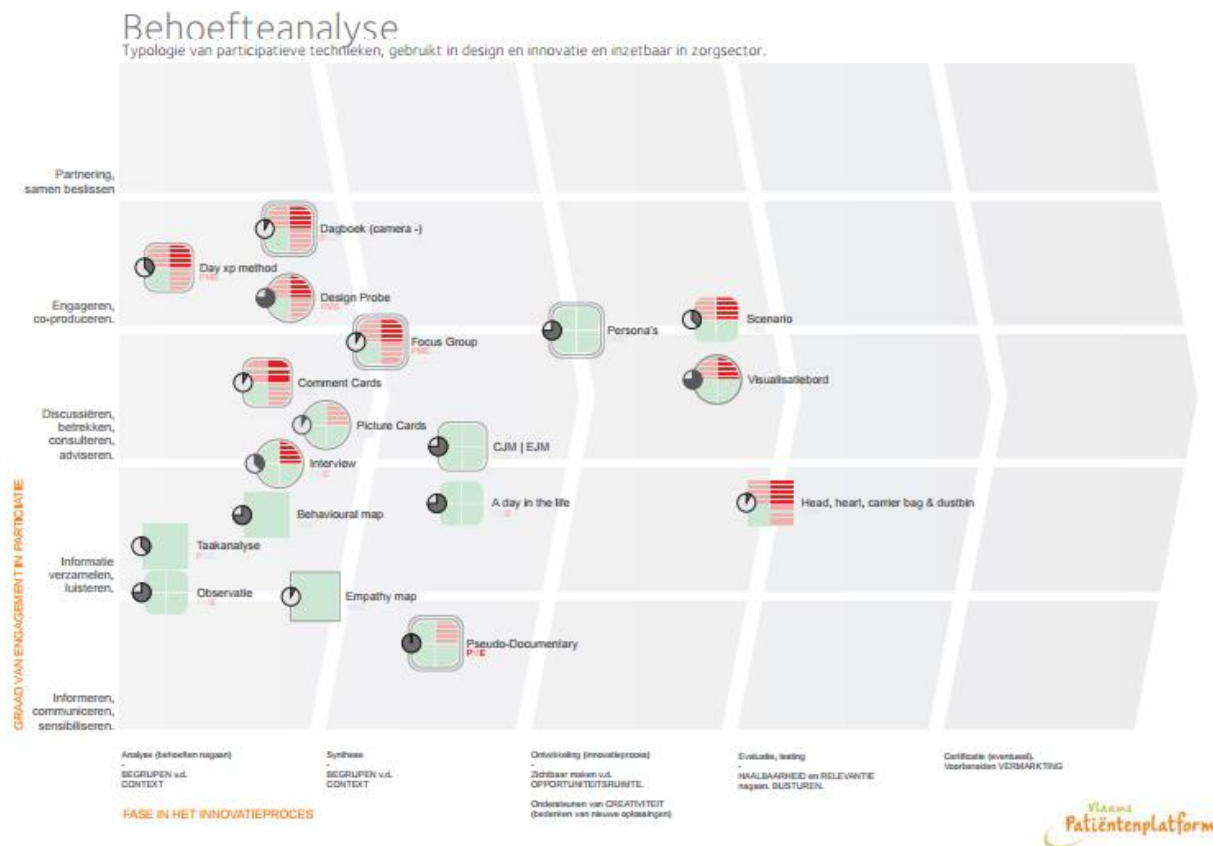 Behoefteanalyse
Typologie van participatieve technieken, gebruikt in design en innovatie en inzetbaar in zorgsector.
Partnering,
samen beslissen
Dagboek (camera -)
Day xp method
PME
Design Probe
PME
Engageren,
co-produceren.
Persona's
Scenario
Focus Group
PME
Visualisatiebord
Comment Cards
Discussiëren,
betrekken,
consulteren,
adviseren.
Picture Cards
CJM | EJM
Interview
A day in the life
Head, heart, carrier bag & dustbin
Behavioural map
Taakanalyse
Informatie
verzamelen,
luisteren.
Observatie
Empathy map
Pseudo-Documentary
PME
Informeren,
communiceren,
sensibiliseren.
GRAAD VAN ENGAGEMENT IN PARTICIATIE
Analyse (behoeften nagaan)
-
BEGRIJPEN v.d.
CONTEXT
Synthese
-
BEGRIJPEN v.d.
CONTEXT
Ontwikkeling (innovatieproces)
-
Zichtbaar maken v.d.
OPPORTUNITEITSRUIMTE.
Ondersteunen van CREATIVITEIT
(bedenken van nieuwe oplossingen)
Evaluatie, testing
-
HAALBAARHEID en RELEVANTIE
nagaan. BIJSTUREN.
Certificatie (eventueel).
Voorbereiden VERMARKTING
FASE IN HET INNOVATIEPROCES
Vlaams
Patiëntenplatform